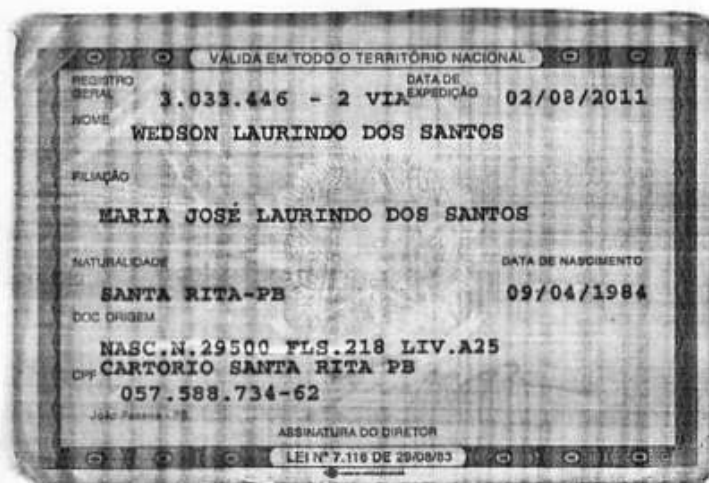 VÁLIDA EM TODO O TERRITÓRIO NACIONAL
REGISTRO GERAL 3.033.446 - 2 VIA DATA DE EXPEDIÇÃO 02/08/2011
NOME WEDSON LAURINDO DOS SANTOS
FILIAÇÃO
MARIA JOSÉ LAURINDO DOS SANTOS
NATURALIDADE DATA DE NASCIMENTO
SANTA RITA-PB 09/04/1984
DOC ORIGEM
NASC.N.29500 FLS.218 LIV.A25
CARTORIO SANTA RITA PB
CPF 057.588.734-62
João Pessoa - PB
ASSINATURA DO DIRETOR
LEI Nº 7.116 DE 29/08/83